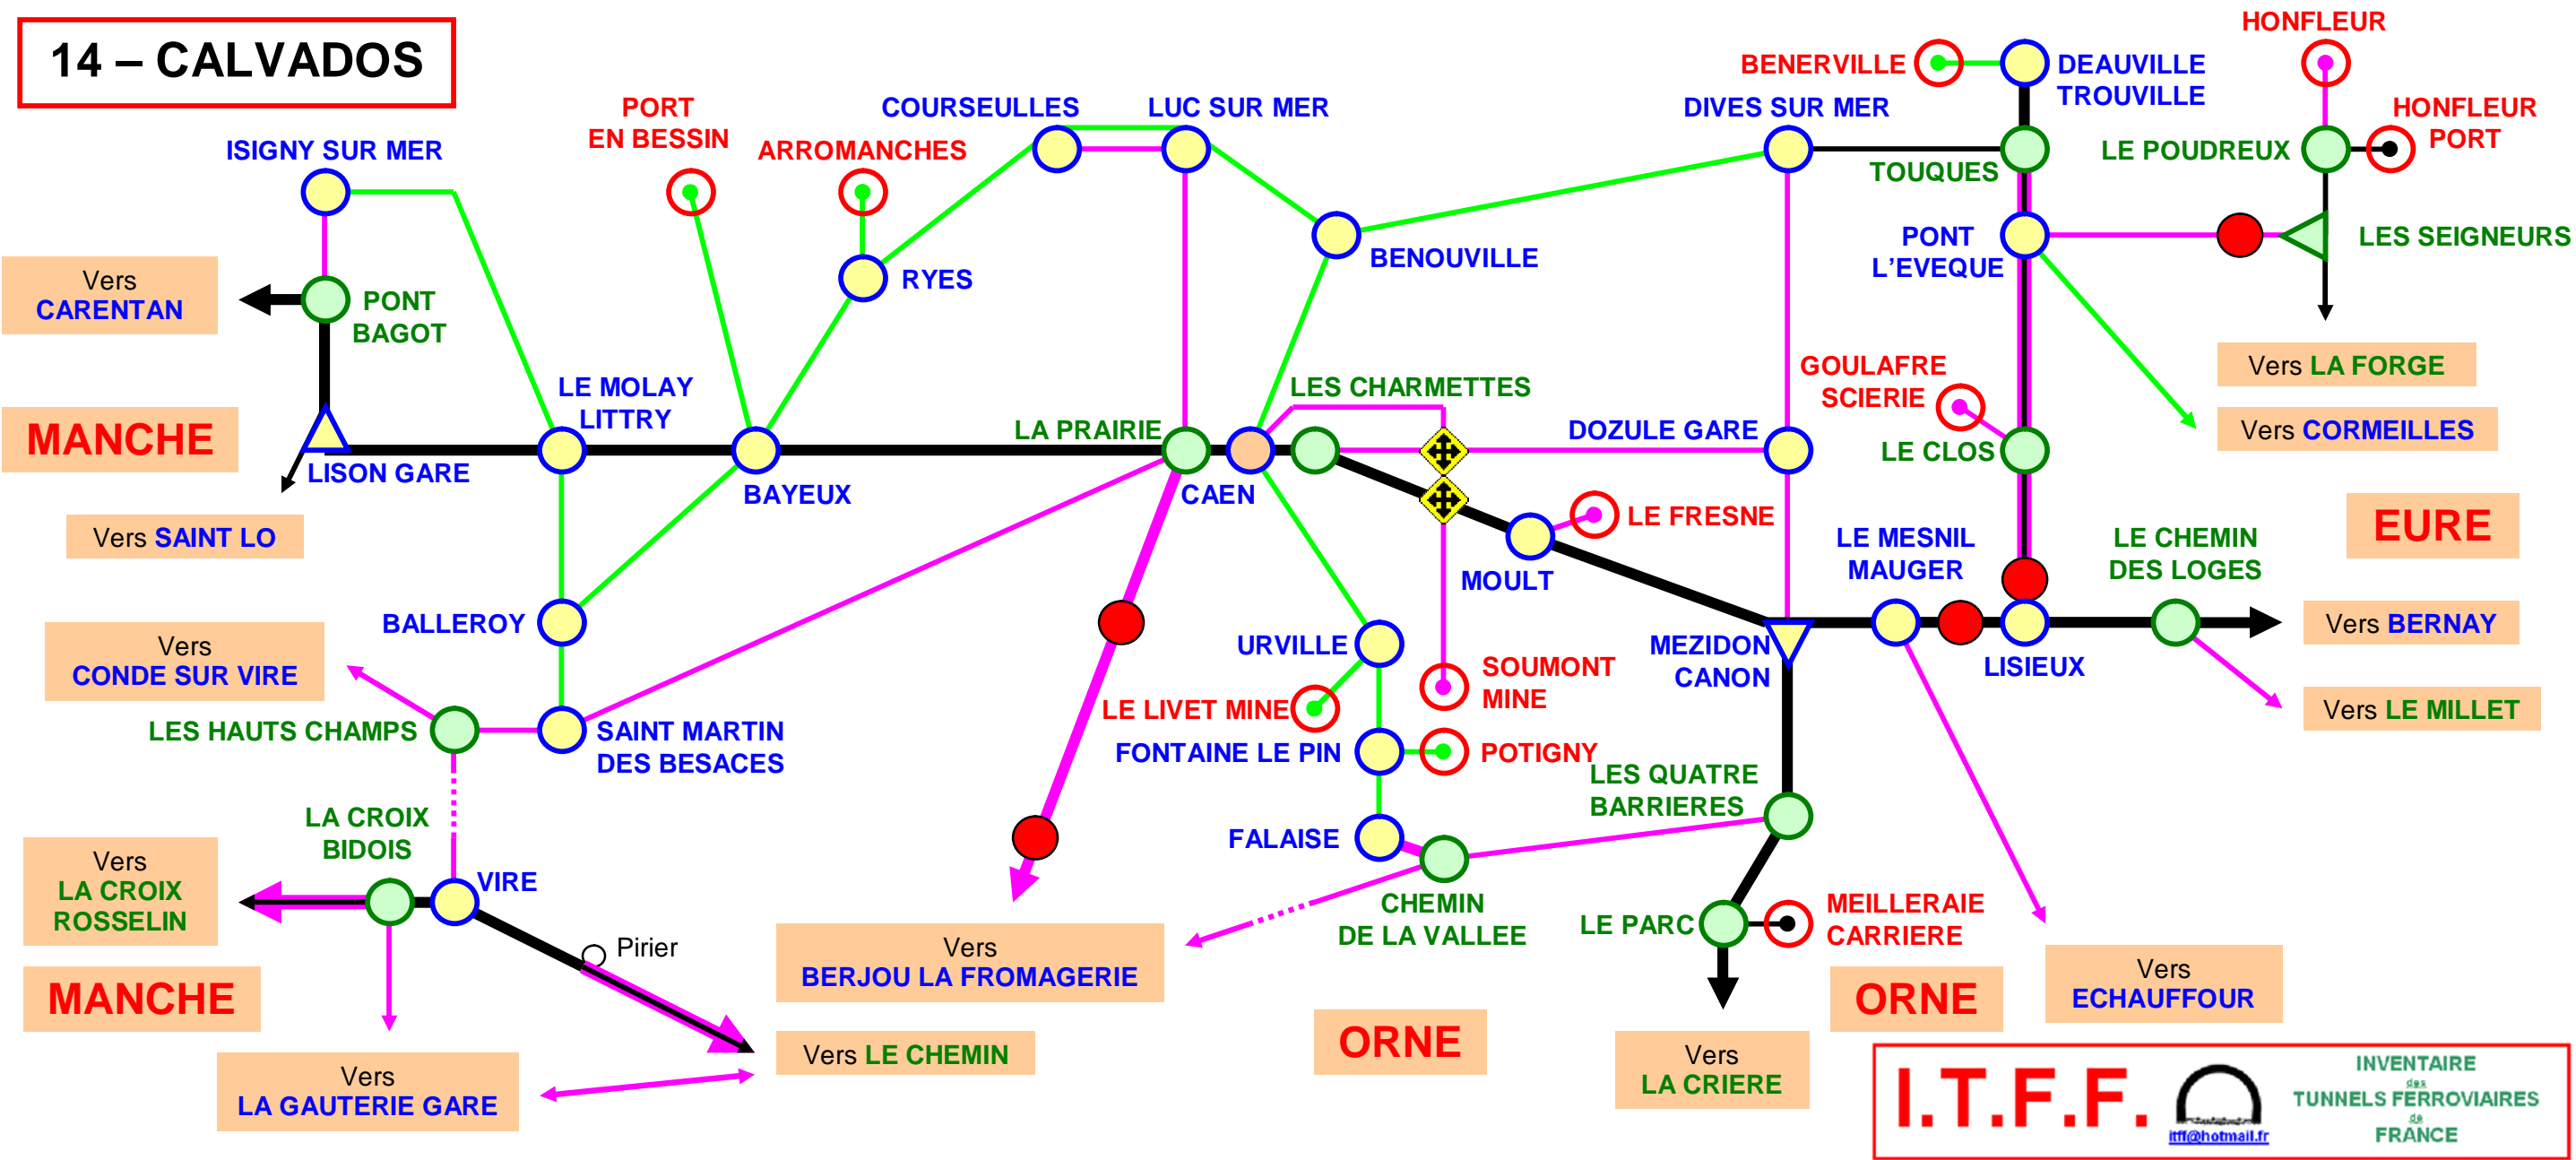 14 – CALVADOS
HONFLEUR
BENERVILLE
DEAUVILLE
TROUVILLE
PORT
EN BESSIN
COURSEULLES
LUC SUR MER
DIVES SUR MER
HONFLEUR
PORT
ISIGNY SUR MER
ARROMANCHES
LE POUDREUX
TOUQUES
RYES
BENOUVILLE
PONT
L’EVEQUE
LES SEIGNEURS
Vers
CARENTAN
PONT
BAGOT
LE MOLAY
LITTRY
LES CHARMETTES
GOULAFRE
SCIERIE
Vers LA FORGE
MANCHE
LA PRAIRIE
DOZULE GARE
LE CLOS
Vers CORMEILLES
LISON GARE
BAYEUX
CAEN
LE FRESNE
EURE
Vers SAINT LO
MOULT
LE MESNIL
MAUGER
LE CHEMIN
DES LOGES
BALLEROY
Vers
CONDE SUR VIRE
URVILLE
MEZIDON
CANON
LISIEUX
Vers BERNAY
SOUMONT
MINE
LE LIVET MINE
Vers LE MILLET
LES HAUTS CHAMPS
SAINT MARTIN
DES BESACES
FONTAINE LE PIN
POTIGNY
LES QUATRE
BARRIERES
LA CROIX
BIDOIS
FALAISE
Vers
LA CROIX
ROSSELIN
VIRE
CHEMIN
DE LA VALLEE
LE PARC
MEILLERAIE
CARRIERE
Pirier
Vers
BERJOU LA FROMAGERIE
MANCHE
ORNE
Vers
ECHAUFFOUR
ORNE
Vers LE CHEMIN
Vers
LA CRIERE
Vers
LA GAUTERIE GARE
I.T.F.F.
itff@hotmail.fr
INVENTAIRE
des
TUNNELS FERROVIAIRES
de
FRANCE